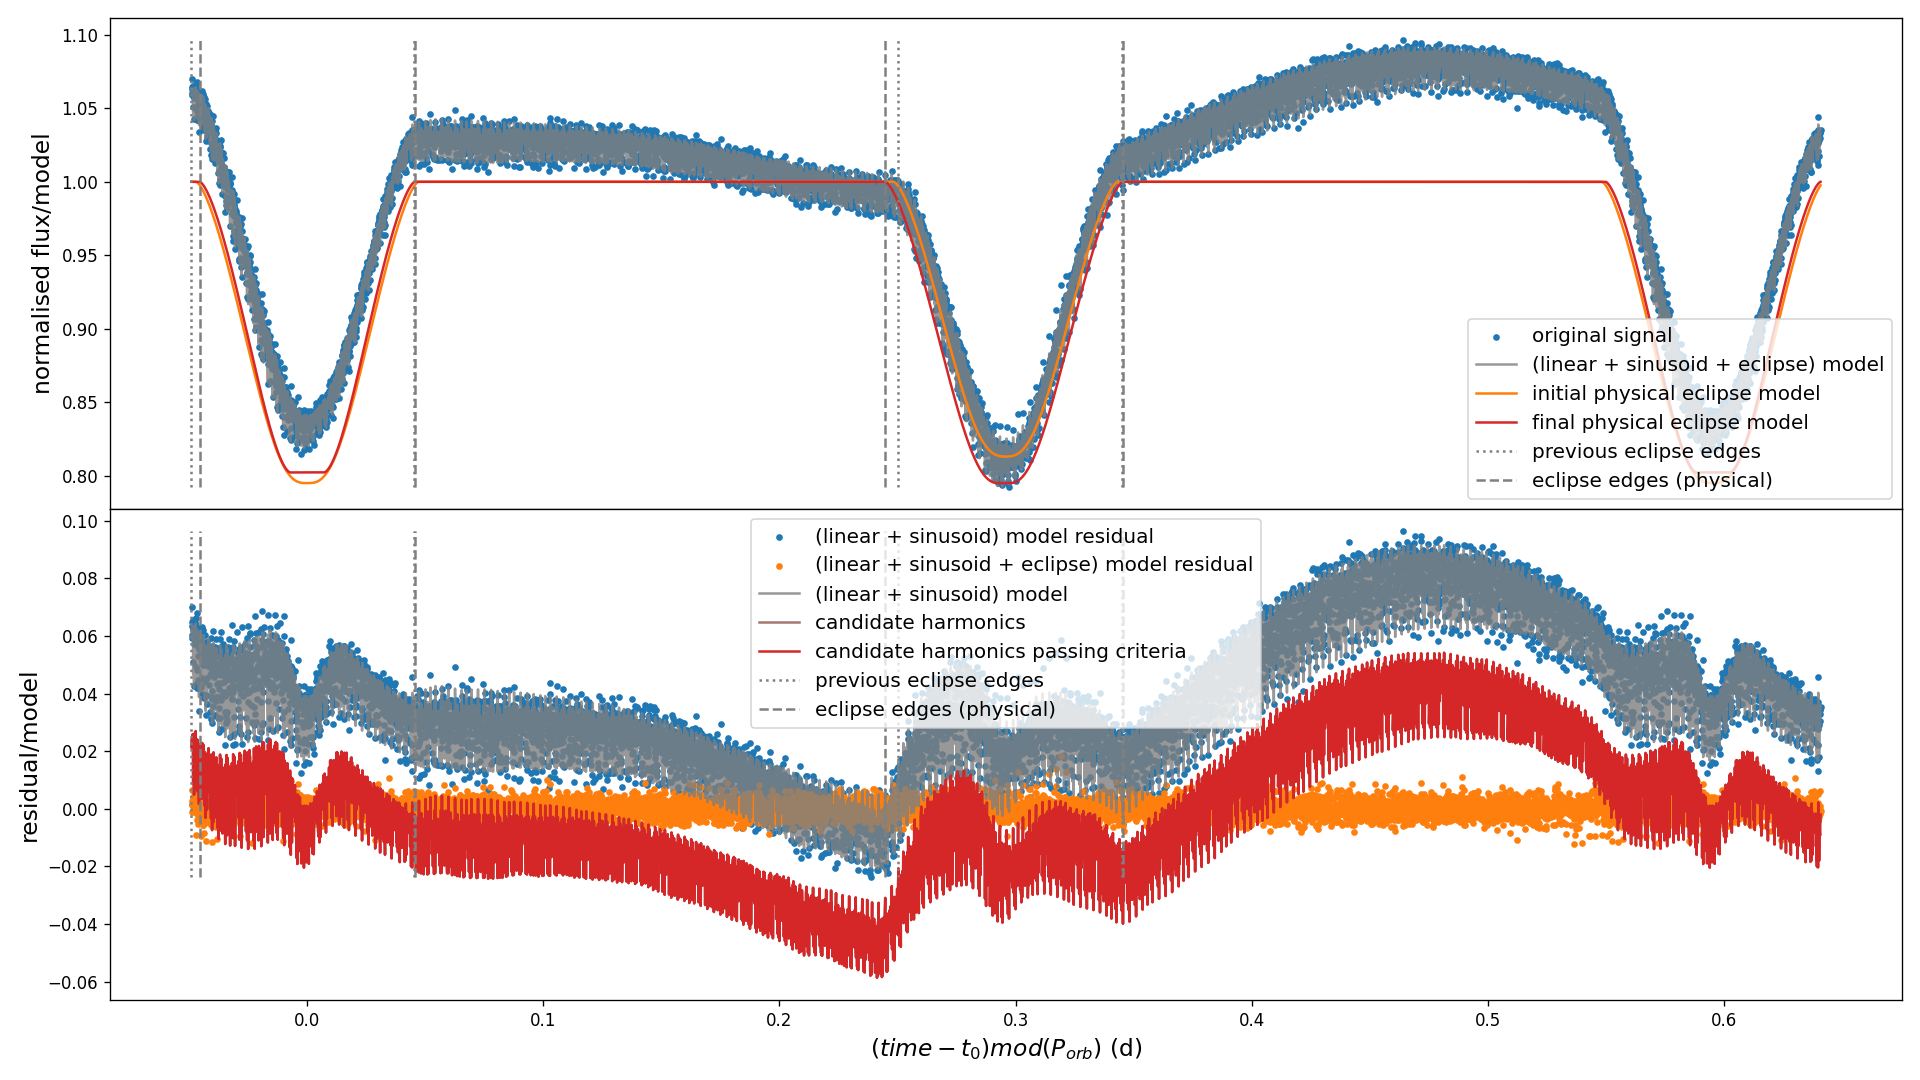 1.10
1.05
1.00
0.95
0.90
0.85
0.80
normalised flux/model
original signal
(linear + sinusoid + eclipse) model
initial physical eclipse model
final physical eclipse model
previous eclipse edges
eclipse edges (physical)
0.10
0.08
0.06
0.04
0.02
0.00
−0.02
−0.04
−0.06
residual/model
(linear + sinusoid) model residual
(linear + sinusoid + eclipse) model residual
(linear + sinusoid) model
candidate harmonics
candidate harmonics passing criteria
previous eclipse edges
eclipse edges (physical)
0.0 0.1 0.2 0.3 0.4 0.5 0.6
(time − t₀)mod(P_orb) (d)